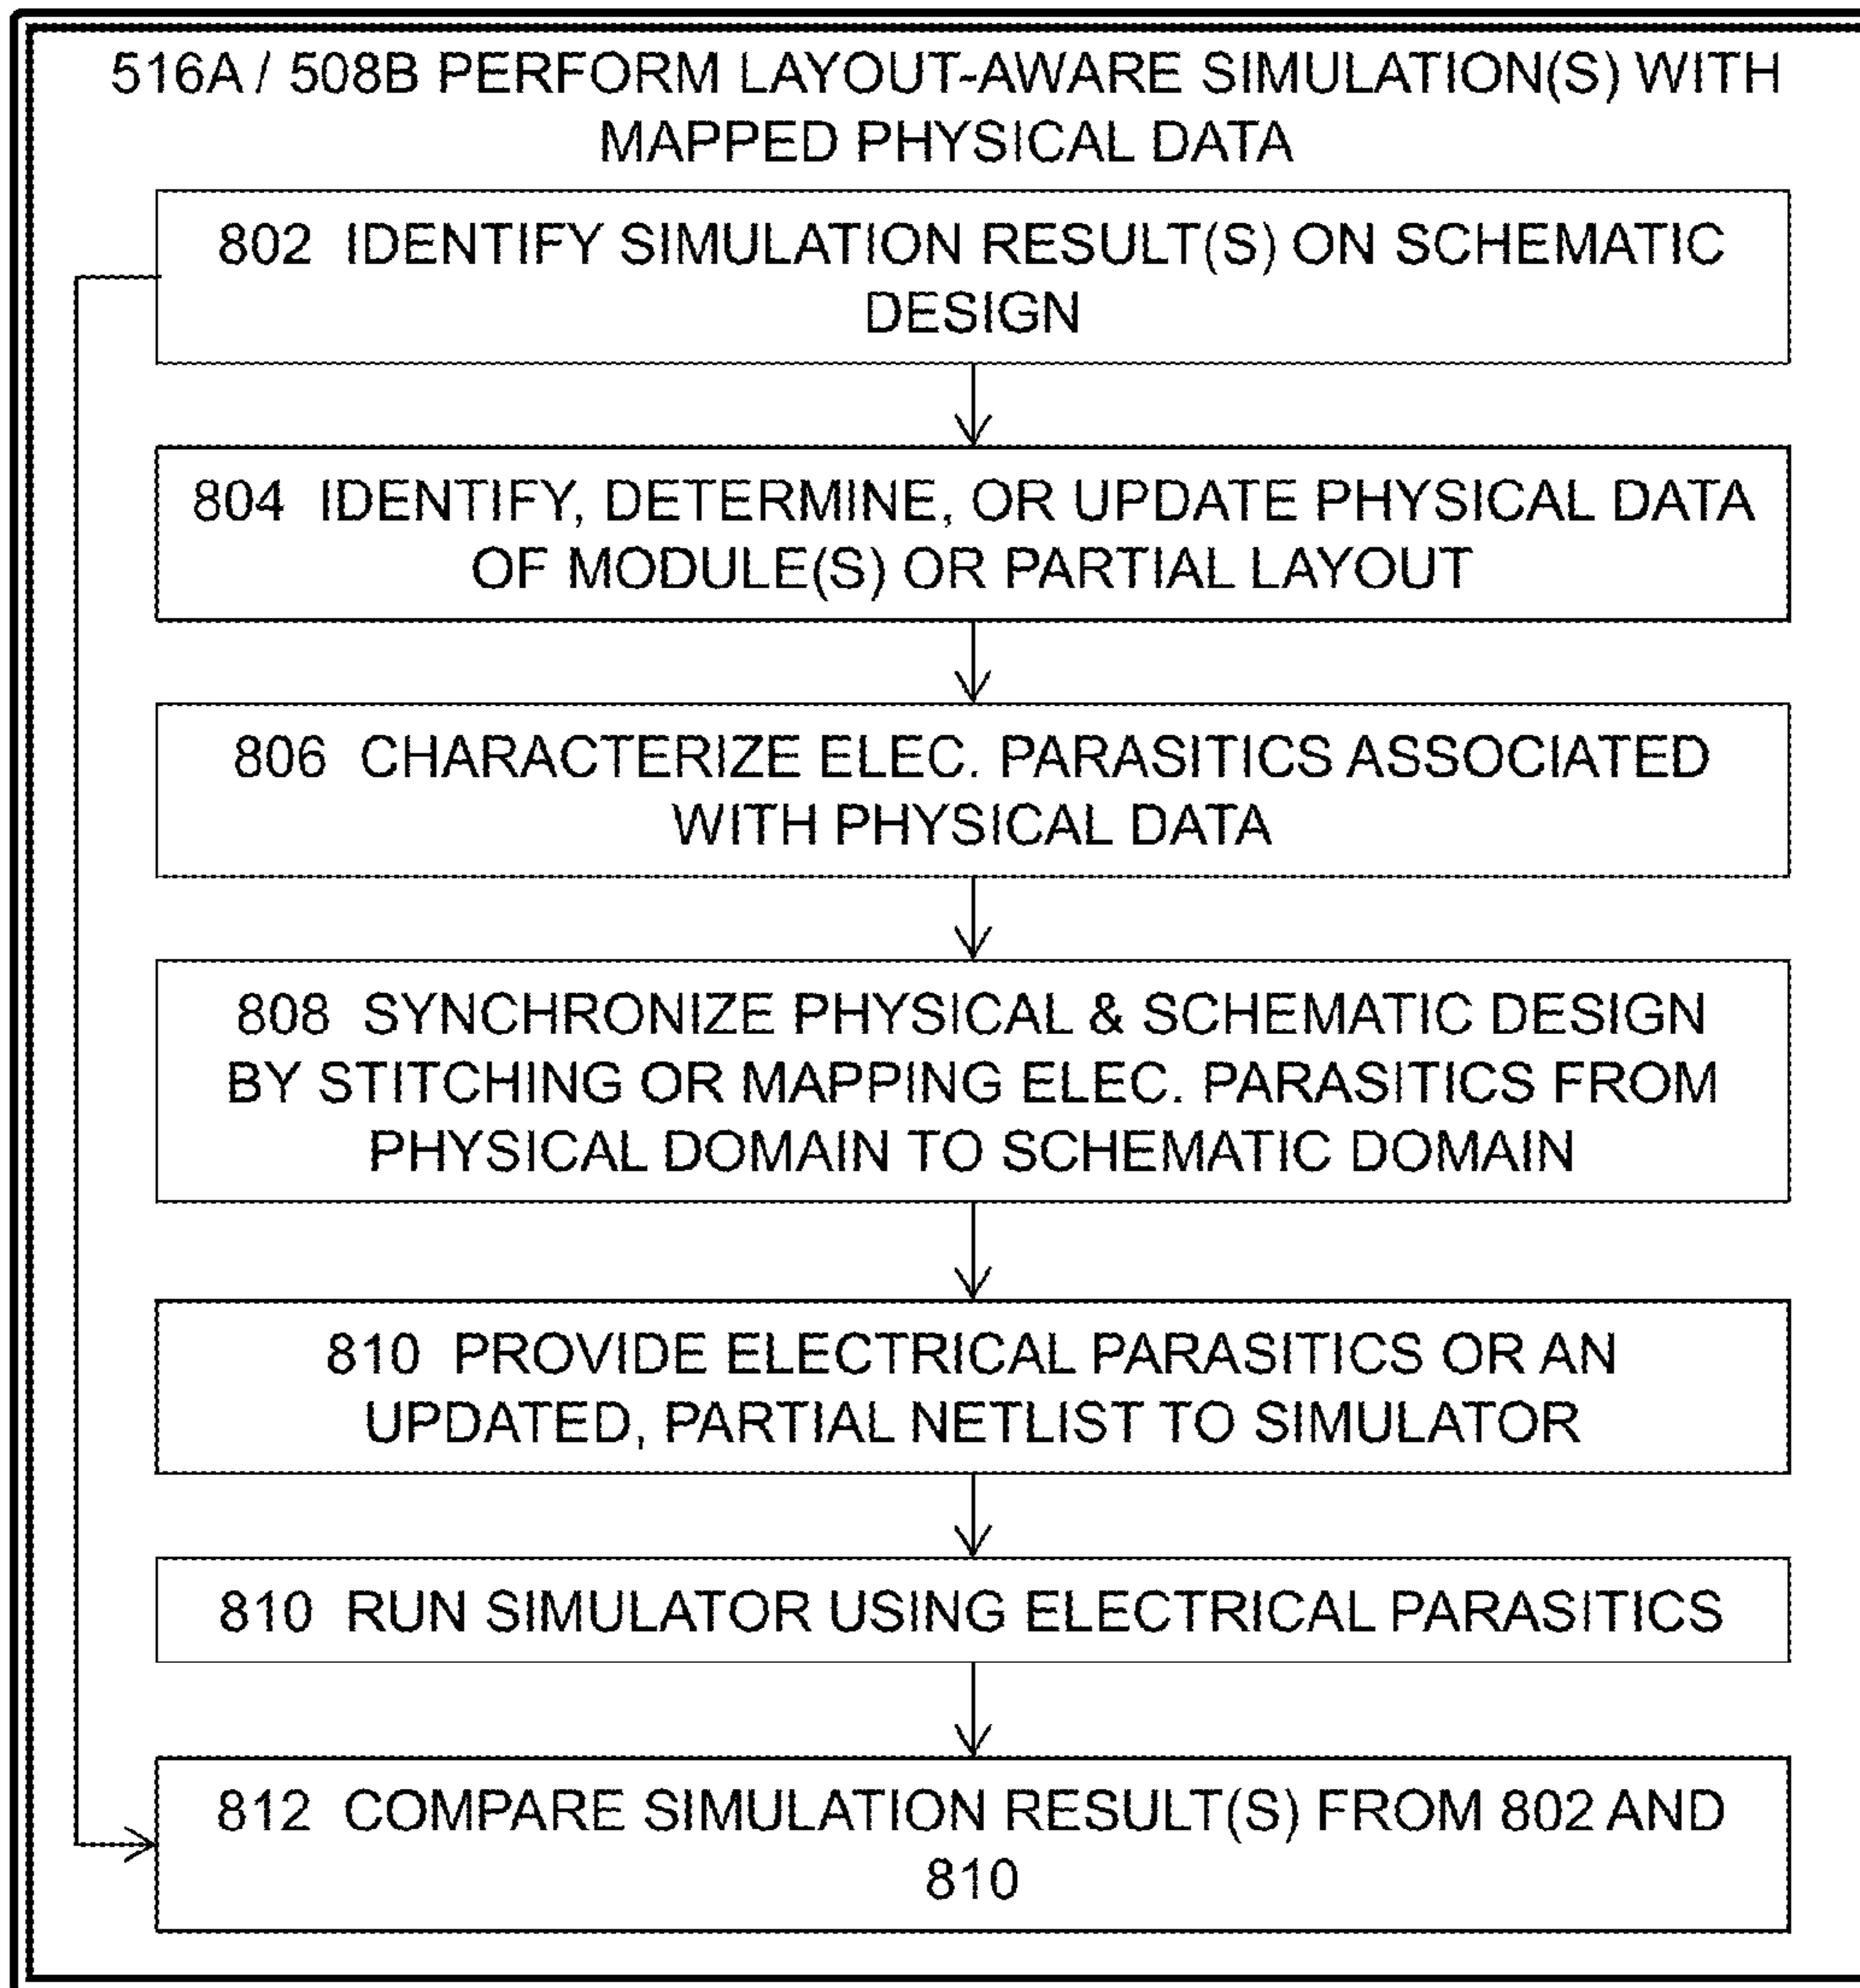 516A / 508B PERFORM LAYOUT-AWARE SIMULATION(S) WITH
MAPPED PHYSICAL DATA
802 IDENTIFY SIMULATION RESULT(S) ON SCHEMATIC
DESIGN
804 IDENTIFY, DETERMINE, OR UPDATE PHYSICAL DATA
OF MODULE(S) OR PARTIAL LAYOUT
806 CHARACTERIZE ELEC. PARASITICS ASSOCIATED
WITH PHYSICAL DATA
808 SYNCHRONIZE PHYSICAL & SCHEMATIC DESIGN
BY STITCHING OR MAPPING ELEC. PARASITICS FROM
PHYSICAL DOMAIN TO SCHEMATIC DOMAIN
810 PROVIDE ELECTRICAL PARASITICS OR AN
UPDATED, PARTIAL NETLIST TO SIMULATOR
810 RUN SIMULATOR USING ELECTRICAL PARASITICS
812 COMPARE SIMULATION RESULT(S) FROM 802 AND
810